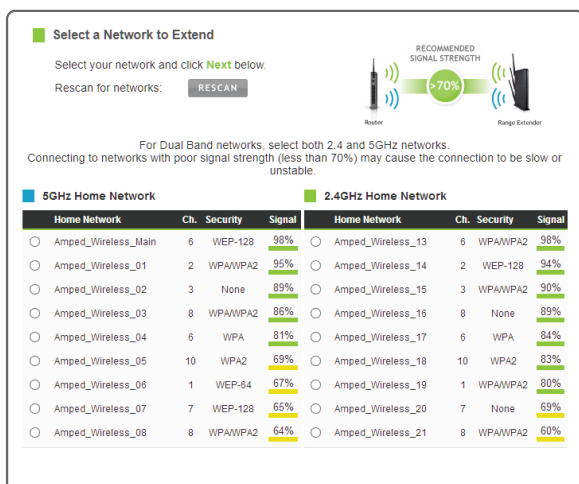 Select a Network to Extend
Select your network and click Next below.
Rescan for networks: RESCAN
RECOMMENDED
SIGNAL STRENGTH
>70%
Router
Range Extender
For Dual Band networks, select both 2.4 and 5GHz networks.
Connecting to networks with poor signal strength (less than 70%) may cause the connection to be slow or
unstable.
5GHz Home Network
Home Network Ch. Security Signal
Amped_Wireless_Main 6 WEP-128 98%
Amped_Wireless_01 2 WPA/WPA2 95%
Amped_Wireless_02 3 None 89%
Amped_Wireless_03 8 WPA/WPA2 86%
Amped_Wireless_04 6 WPA 81%
Amped_Wireless_05 10 WPA2 69%
Amped_Wireless_06 1 WEP-64 67%
Amped_Wireless_07 7 WEP-128 65%
Amped_Wireless_08 8 WPA/WPA2 64%
2.4GHz Home Network
Home Network Ch. Security Signal
Amped_Wireless_13 6 WPA/WPA2 98%
Amped_Wireless_14 2 WEP-128 94%
Amped_Wireless_15 3 WPA/WPA2 90%
Amped_Wireless_16 8 None 89%
Amped_Wireless_17 6 WPA 84%
Amped_Wireless_18 10 WPA2 83%
Amped_Wireless_19 1 WPA/WPA2 80%
Amped_Wireless_20 7 None 69%
Amped_Wireless_21 8 WPA/WPA2 60%